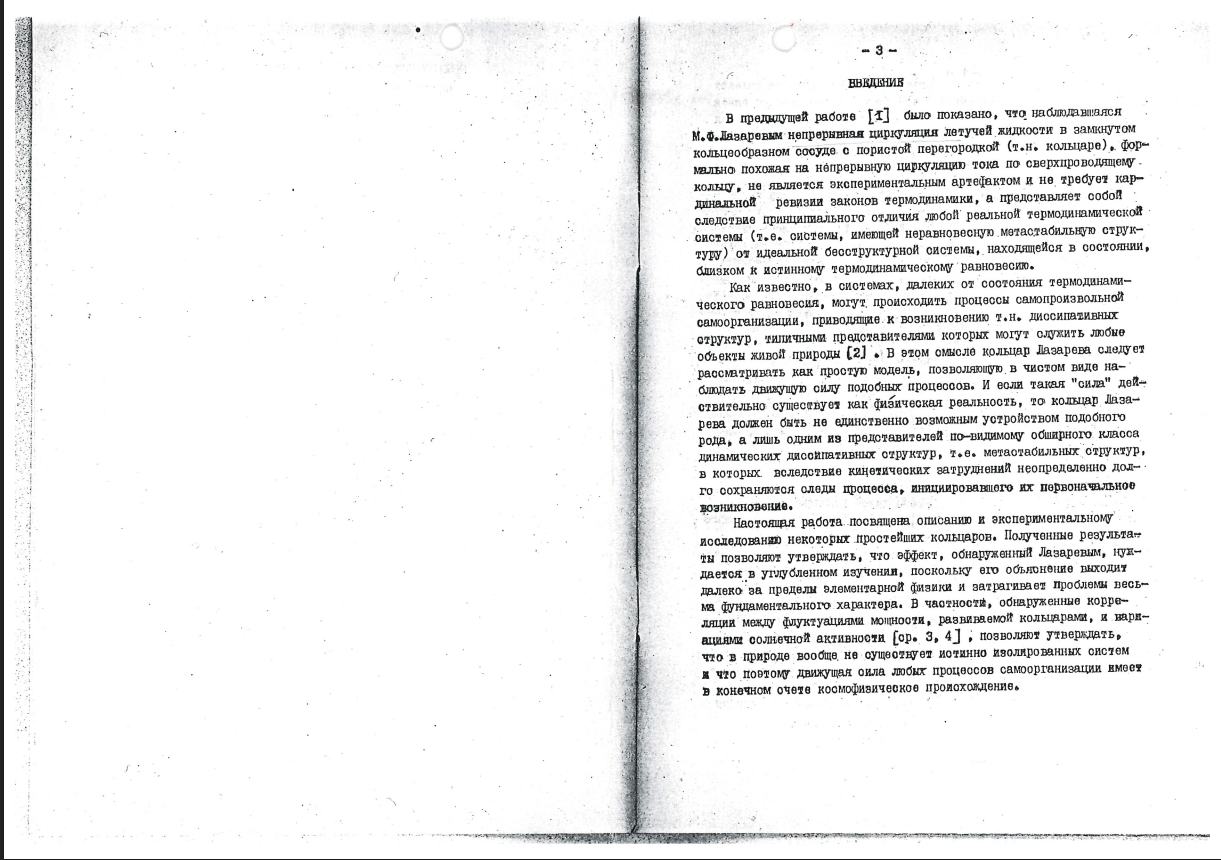 - 3 -
ВВЕДЕНИЕ
В предыдущей работе [1] было показано, что наблюдавшаяся
М.Ф.Лазаревым непрерывная циркуляция летучей жидкости в замкнутом
кольцеобразном сосуде с пористой перегородкой (т.н. кольцаре), фор-
мально похожая на непрерывную циркуляцию тока по сверхпроводящему
кольцу, не является экспериментальным артефактом и не требует кар-
динальной ревизии законов термодинамики, а представляет собой
следствие принципиального отличия любой реальной термодинамической
системы (т.е. системы, имеющей неравновесную метастабильную струк-
туру) от идеальной бесструктурной системы, находящейся в состоянии,
близком к истинному термодинамическому равновесию.
Как известно, в системах, далеких от состояния термодинами-
ческого равновесия, могут происходить процессы самопроизвольной
самоорганизации, приводящие к возникновению т.н. диссипативных
структур, типичными представителями которых могут служить любые
объекты живой природы [2] . В этом смысле кольцар Лазарева следует
рассматривать как простую модель, позволяющую в чистом виде на-
блюдать движущую силу подобных процессов. И если такая "сила" дей-
ствительно существует как физическая реальность, то кольцар Лаза-
рева должен быть не единственно возможным устройством подобного
рода, а лишь одним из представителей по-видимому обширного класса
динамических диссипативных структур, т.е. метастабильных структур,
в которых вследствие кинетических затруднений неопределенно дол-
го сохраняются следы процесса, инициировавшего их первоначальное
возникновение.
Настоящая работа посвящена описанию и экспериментальному
исследованию некоторых простейших кольцаров. Полученные результа-
ты позволяют утверждать, что эффект, обнаруженный Лазаревым, нуж-
дается в углубленном изучении, поскольку его объяснение выходит
далеко за пределы элементарной физики и затрагивает проблемы весь-
ма фундаментального характера. В частности, обнаруженные корре-
ляции между флуктуациями мощности, развиваемой кольцарами, и вари-
ациями солнечной активности [ср. 3, 4] , позволяют утверждать,
что в природе вообще не существует истинно изолированных систем
и что поэтому движущая сила любых процессов самоорганизации имеет
в конечном счете космофизическое происхождение.